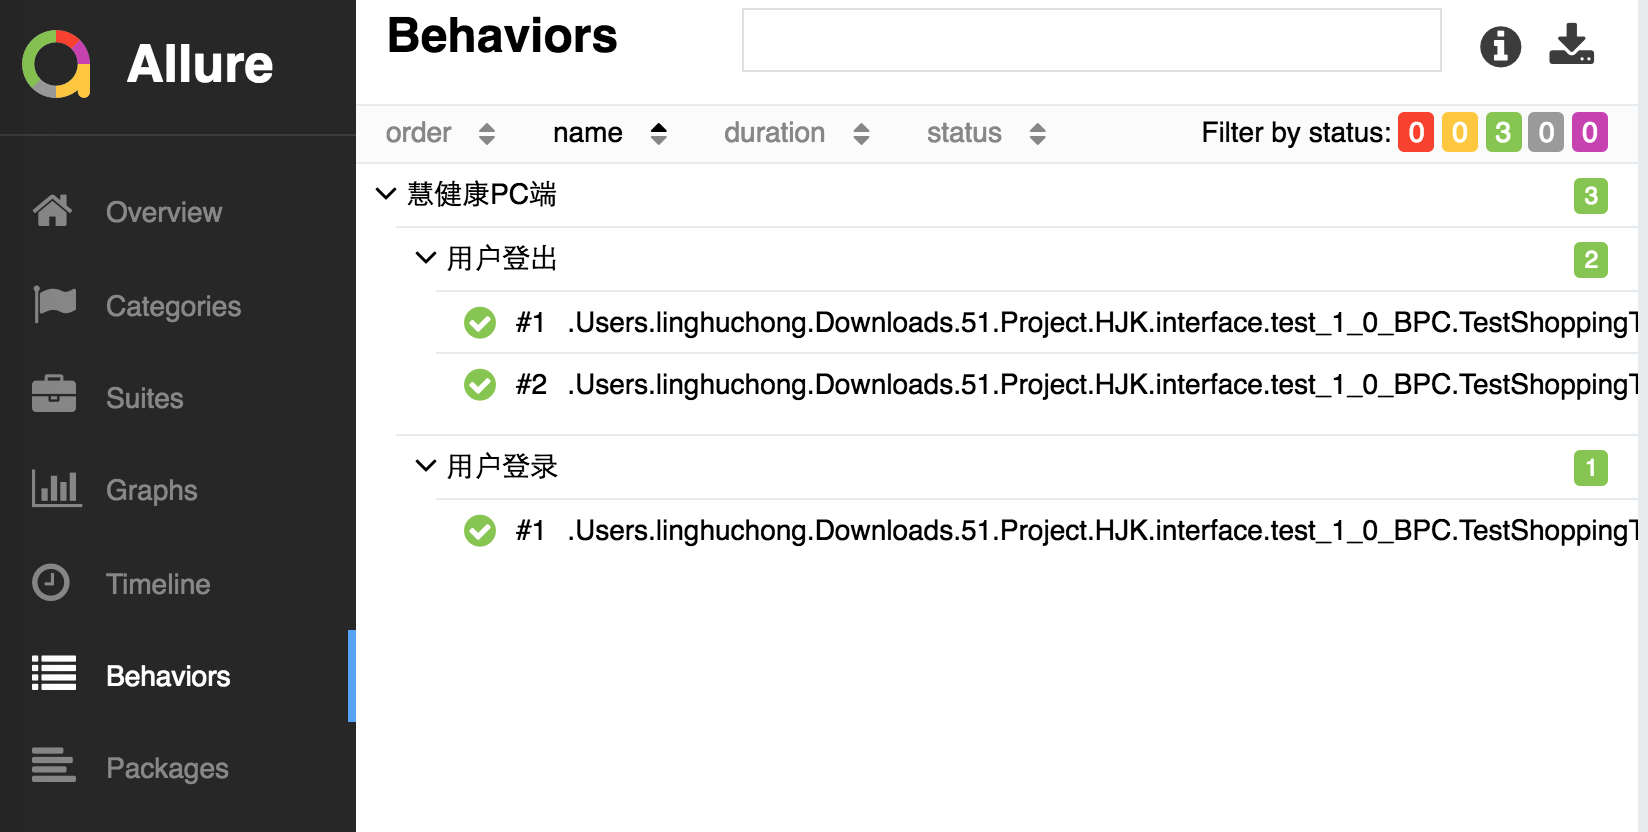 Allure
Overview
Categories
Suites
Graphs
Timeline
Behaviors
Packages
Behaviors
order name duration status Filter by status: 0 0 3 0 0
慧健康PC端 3
用户登出 2
#1 .Users.linghuchong.Downloads.51.Project.HJK.interface.test_1_0_BPC.TestShoppingT
#2 .Users.linghuchong.Downloads.51.Project.HJK.interface.test_1_0_BPC.TestShoppingT
用户登录 1
#1 .Users.linghuchong.Downloads.51.Project.HJK.interface.test_1_0_BPC.TestShoppingT